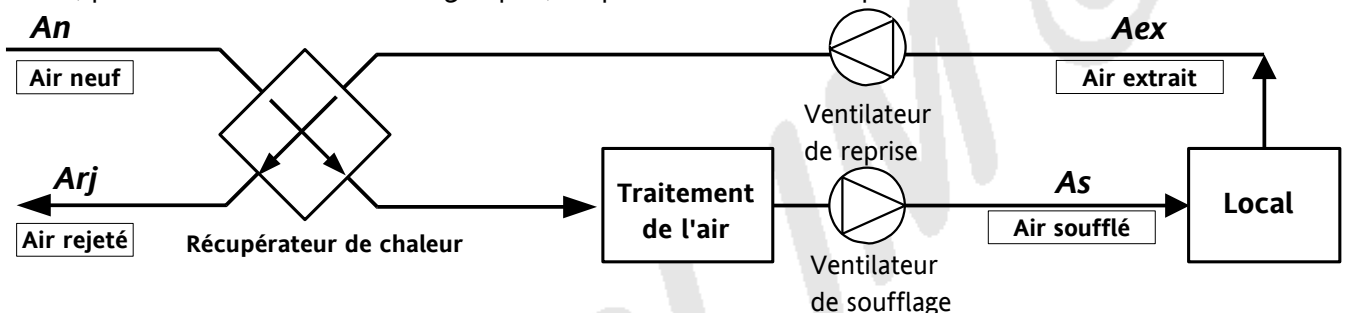 An
Aex
Air neuf
Air extrait
Ventilateur
de reprise
Arj
Traitement
de l'air
As
Local
Air rejeté
Récupérateur de chaleur
Air soufflé
Ventilateur
de soufflage